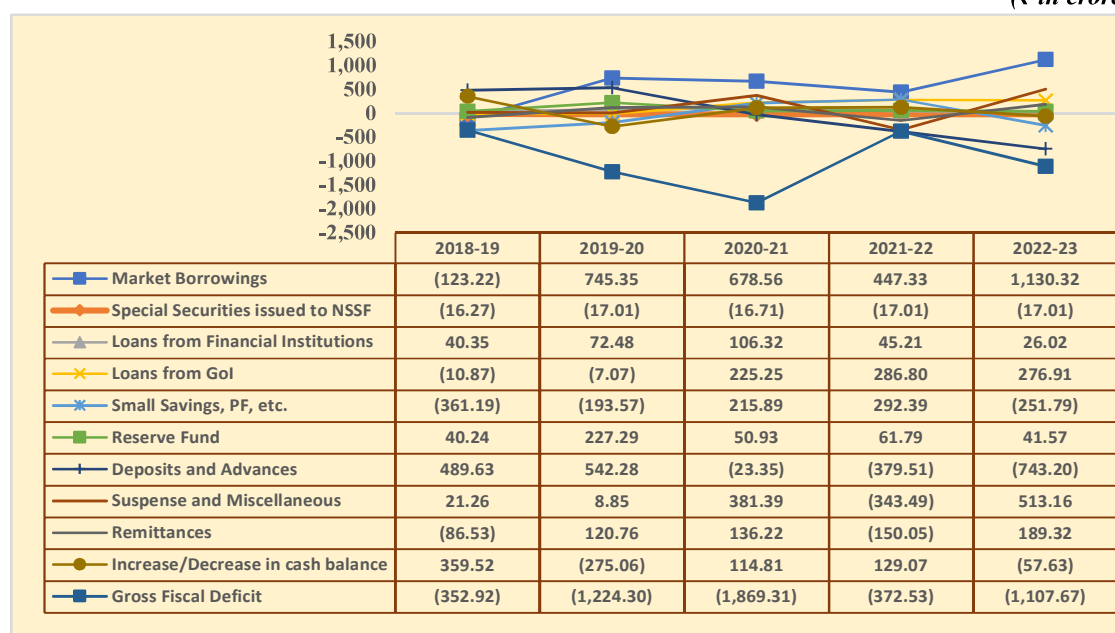 (₹ in crore
1,500
1,000
500
0
-500
-1,000
-1,500
-2,000
-2,500
2018-19 2019-20 2020-21 2021-22 2022-23
Market Borrowings (123.22) 745.35 678.56 447.33 1,130.32
Special Securities issued to NSSF (16.27) (17.01) (16.71) (17.01) (17.01)
Loans from Financial Institutions 40.35 72.48 106.32 45.21 26.02
Loans from GoI (10.87) (7.07) 225.25 286.80 276.91
Small Savings, PF, etc. (361.19) (193.57) 215.89 292.39 (251.79)
Reserve Fund 40.24 227.29 50.93 61.79 41.57
Deposits and Advances 489.63 542.28 (23.35) (379.51) (743.20)
Suspense and Miscellaneous 21.26 8.85 381.39 (343.49) 513.16
Remittances (86.53) 120.76 136.22 (150.05) 189.32
Increase/Decrease in cash balance 359.52 (275.06) 114.81 129.07 (57.63)
Gross Fiscal Deficit (352.92) (1,224.30) (1,869.31) (372.53) (1,107.67)